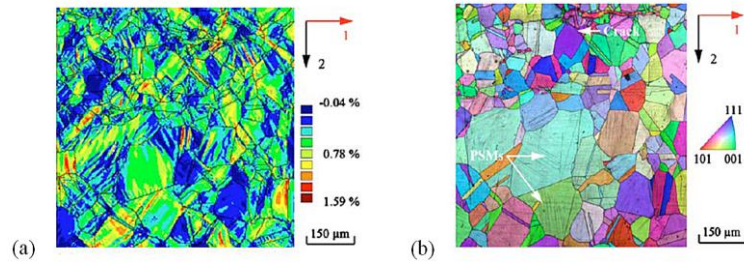 1
2
-0.04 %
0.78 %
1.59 %
150 µm
(a)
Crack
PSMs
1
2
111
101 001
150 µm
(b)